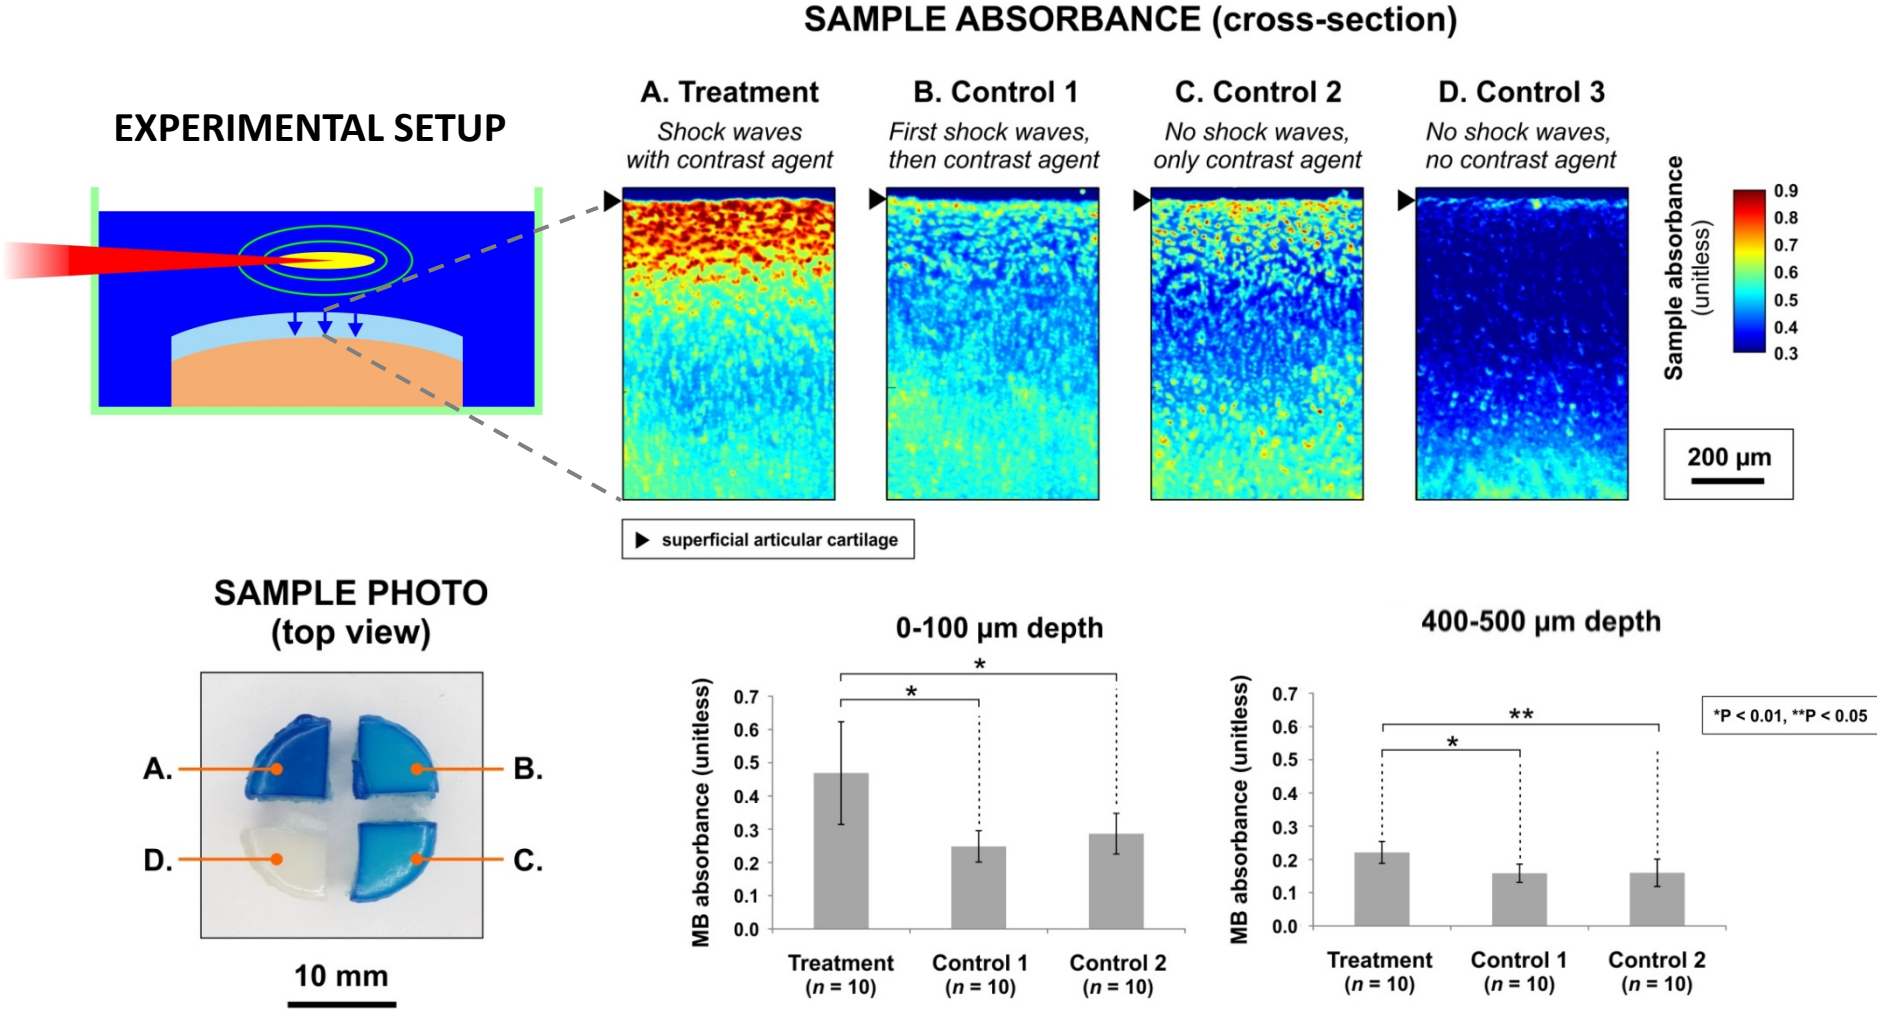 SAMPLE ABSORBANCE (cross-section)
EXPERIMENTAL SETUP
A. Treatment
Shock waves
with contrast agent
B. Control 1
First shock waves,
then contrast agent
C. Control 2
No shock waves,
only contrast agent
D. Control 3
No shock waves,
no contrast agent
Sample absorbance
(unitless)
0.9
0.8
0.7
0.6
0.5
0.4
0.3
200 µm
superficial articular cartilage
SAMPLE PHOTO
(top view)
A.
B.
D.
C.
10 mm
0-100 µm depth
MB absorbance (unitless)
0.7
0.6
0.5
0.4
0.3
0.2
0.1
0.0
*
*
Treatment
(n = 10)
Control 1
(n = 10)
Control 2
(n = 10)
400-500 µm depth
MB absorbance (unitless)
0.7
0.6
0.5
0.4
0.3
0.2
0.1
0.0
**
*
Treatment
(n = 10)
Control 1
(n = 10)
Control 2
(n = 10)
*P < 0.01, **P < 0.05